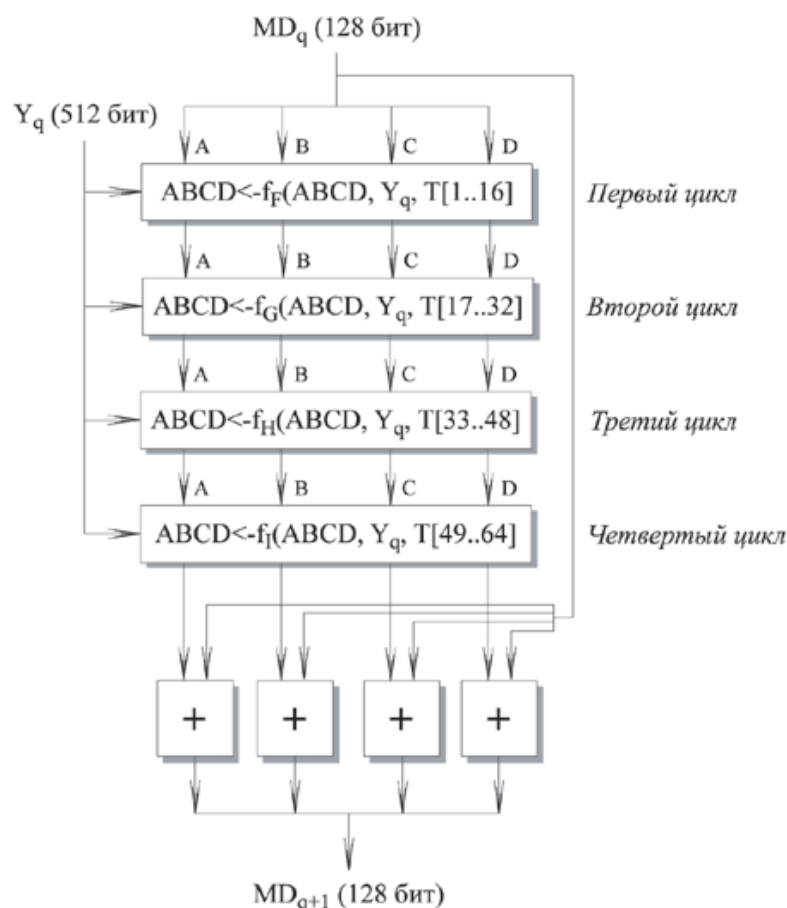 MD_q (128 бит)
Y_q (512 бит)
A B C D
ABCD<-f_F(ABCD, Y_q, T[1..16]
Первый цикл
A B C D
ABCD<-f_G(ABCD, Y_q, T[17..32]
Второй цикл
A B C D
ABCD<-f_H(ABCD, Y_q, T[33..48]
Третий цикл
A B C D
ABCD<-f_I(ABCD, Y_q, T[49..64]
Четвертый цикл
+ + + +
MD_q+1 (128 бит)